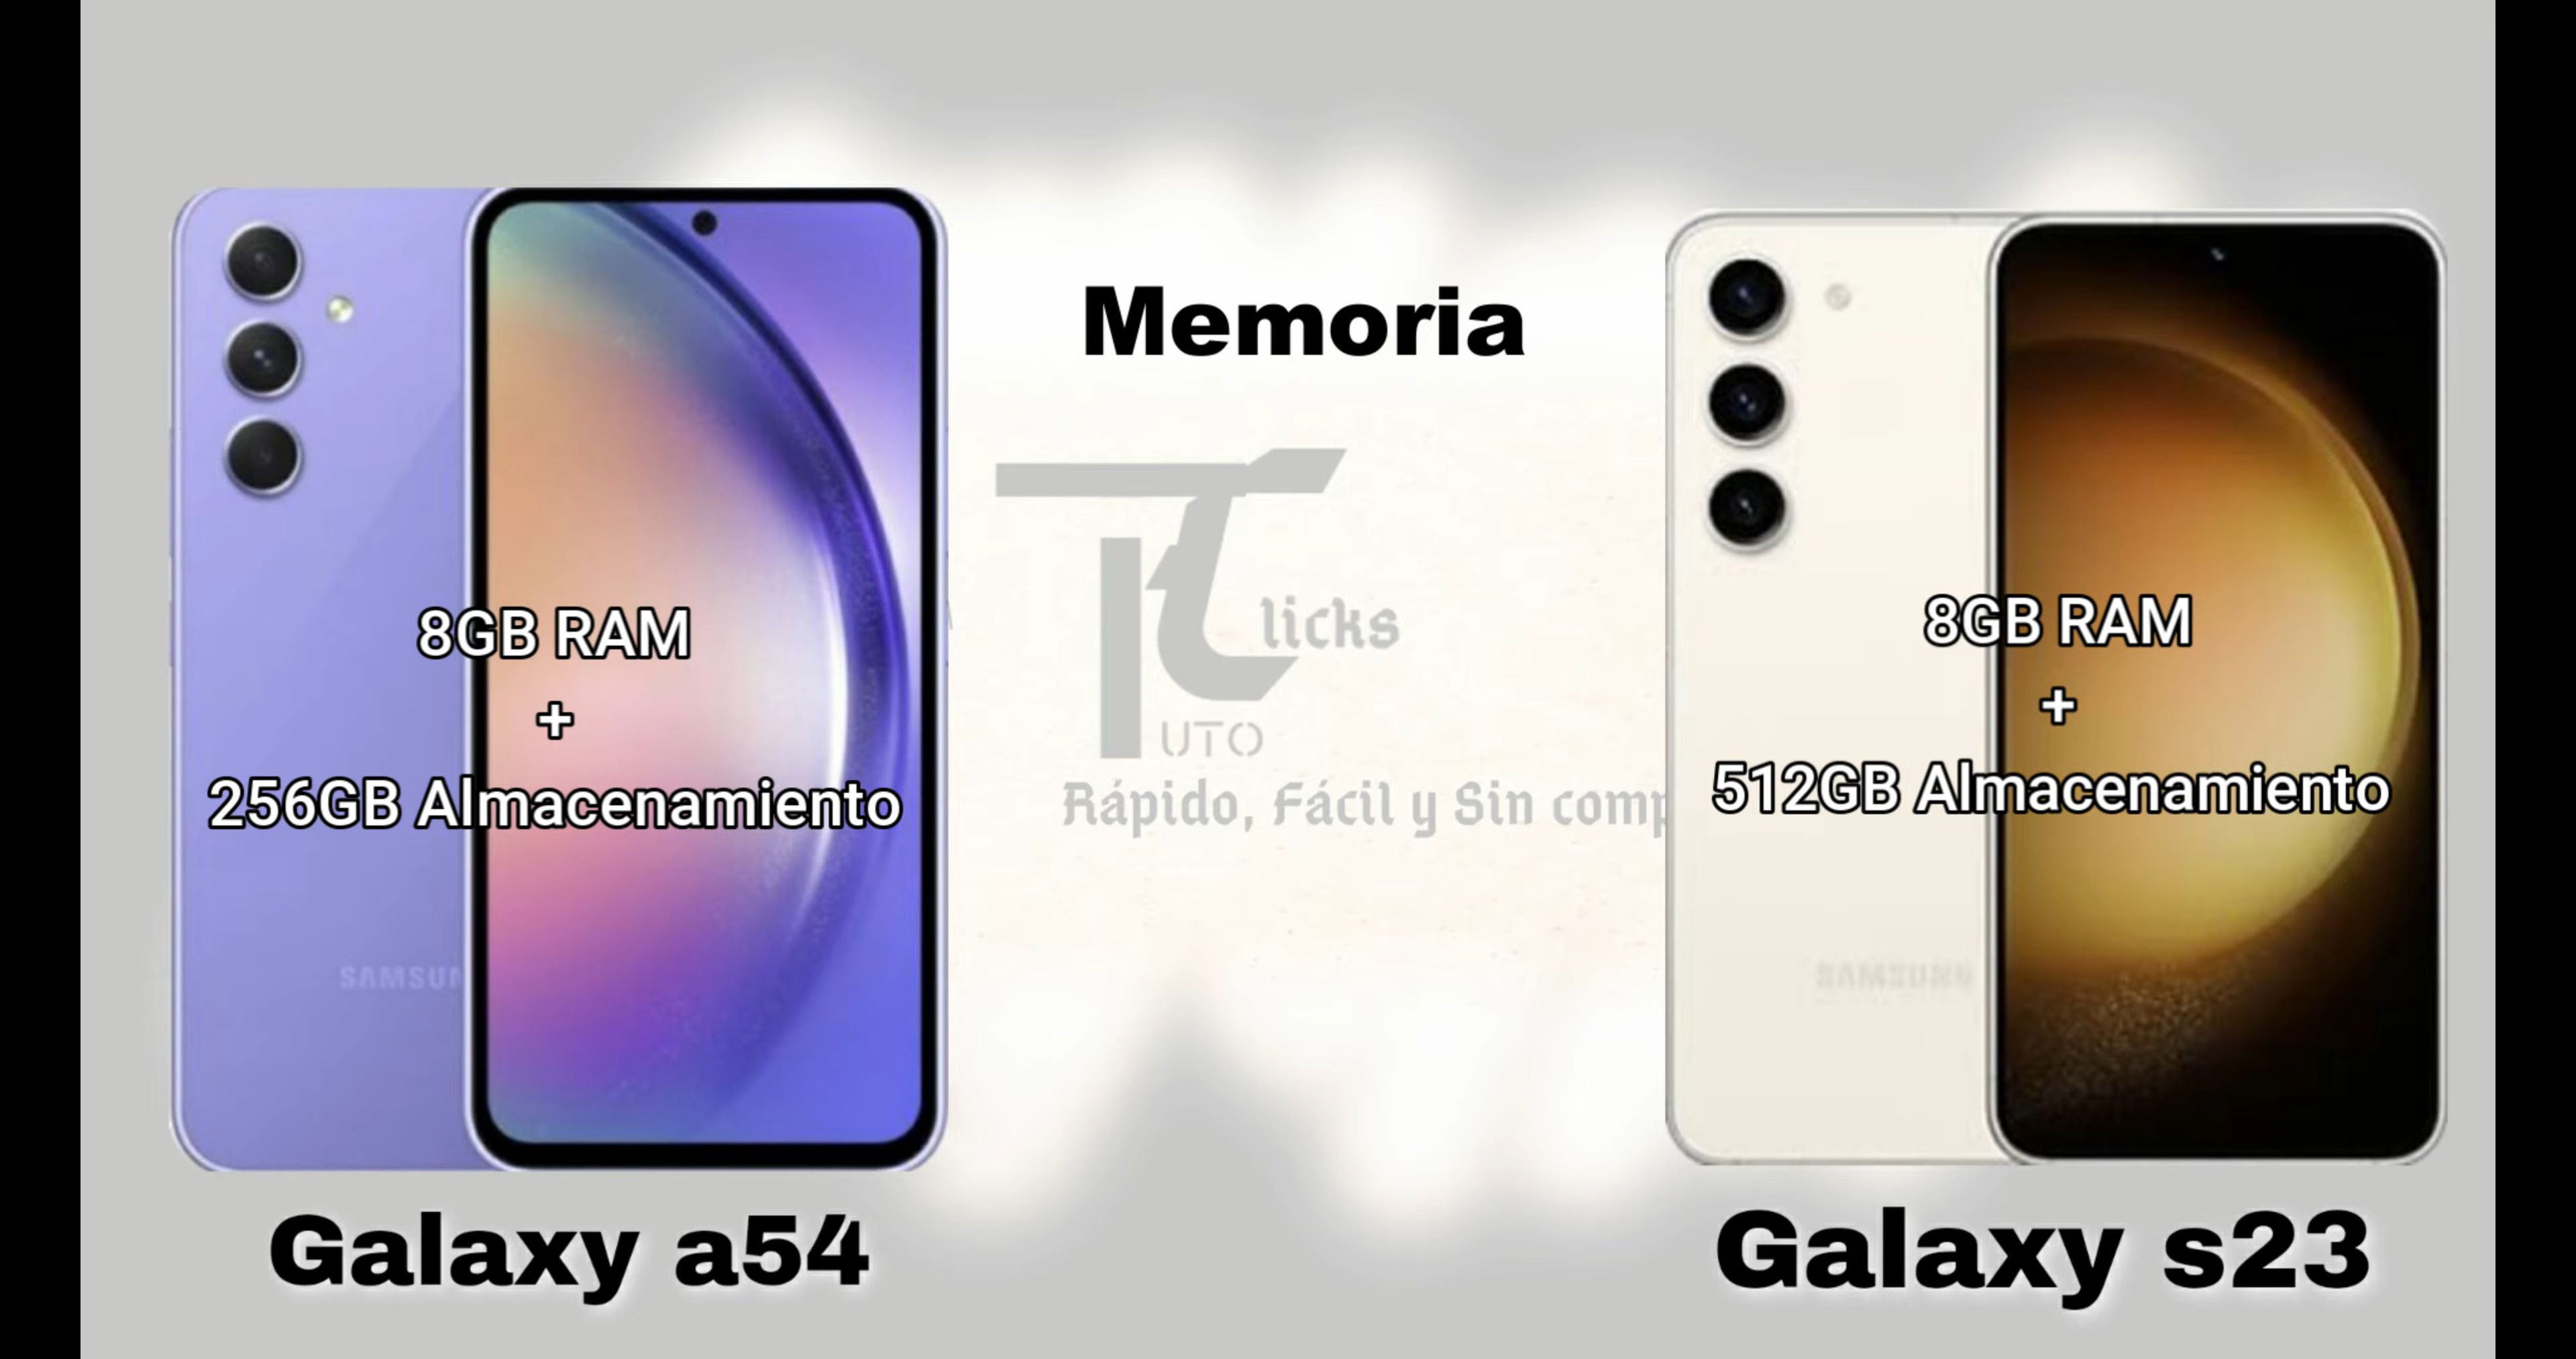 Memoria
8GB RAM
+
256GB Almacenamiento
SAMSUN
Galaxy a54
licks
UTO
Rápido, Fácil y Sin comp
8GB RAM
+
512GB Almacenamiento
SAMSUNG
Galaxy s23